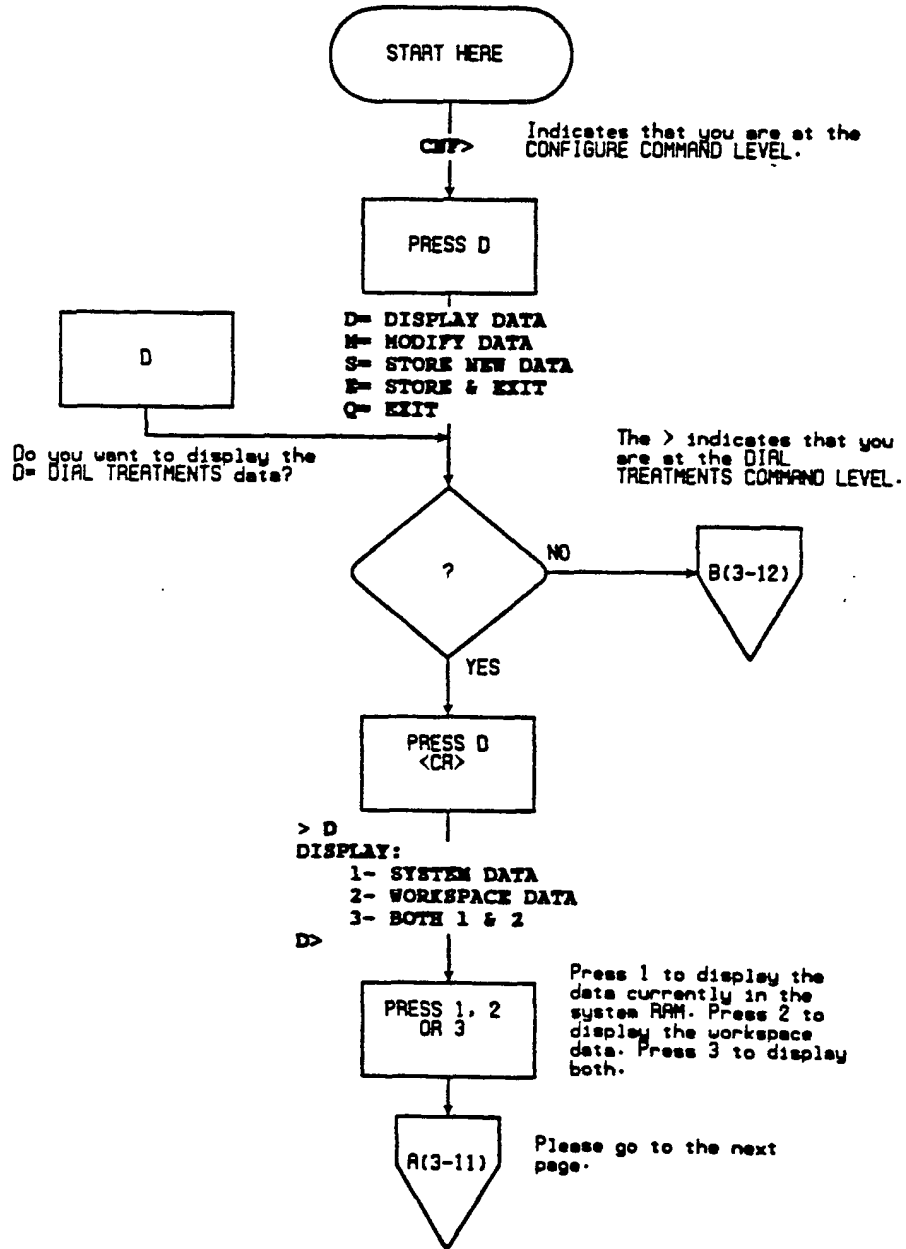 START HERE
CNF>
Indicates that you are at the
CONFIGURE COMMAND LEVEL.
PRESS D
D= DISPLAY DATA
M= MODIFY DATA
S= STORE NEW DATA
E= STORE & EXIT
Q= EXIT
D
Do you want to display the
D= DIAL TREATMENTS data?
The > indicates that you
are at the DIAL
TREATMENTS COMMAND LEVEL.
?
NO
B(3-12)
YES
PRESS D
<CR>
> D
DISPLAY:
1- SYSTEM DATA
2- WORKSPACE DATA
3- BOTH 1 & 2
D>
PRESS 1, 2
OR 3
Press 1 to display the
data currently in the
system RAM. Press 2 to
display the workspace
data. Press 3 to display
both.
A(3-11)
Please go to the next
page.